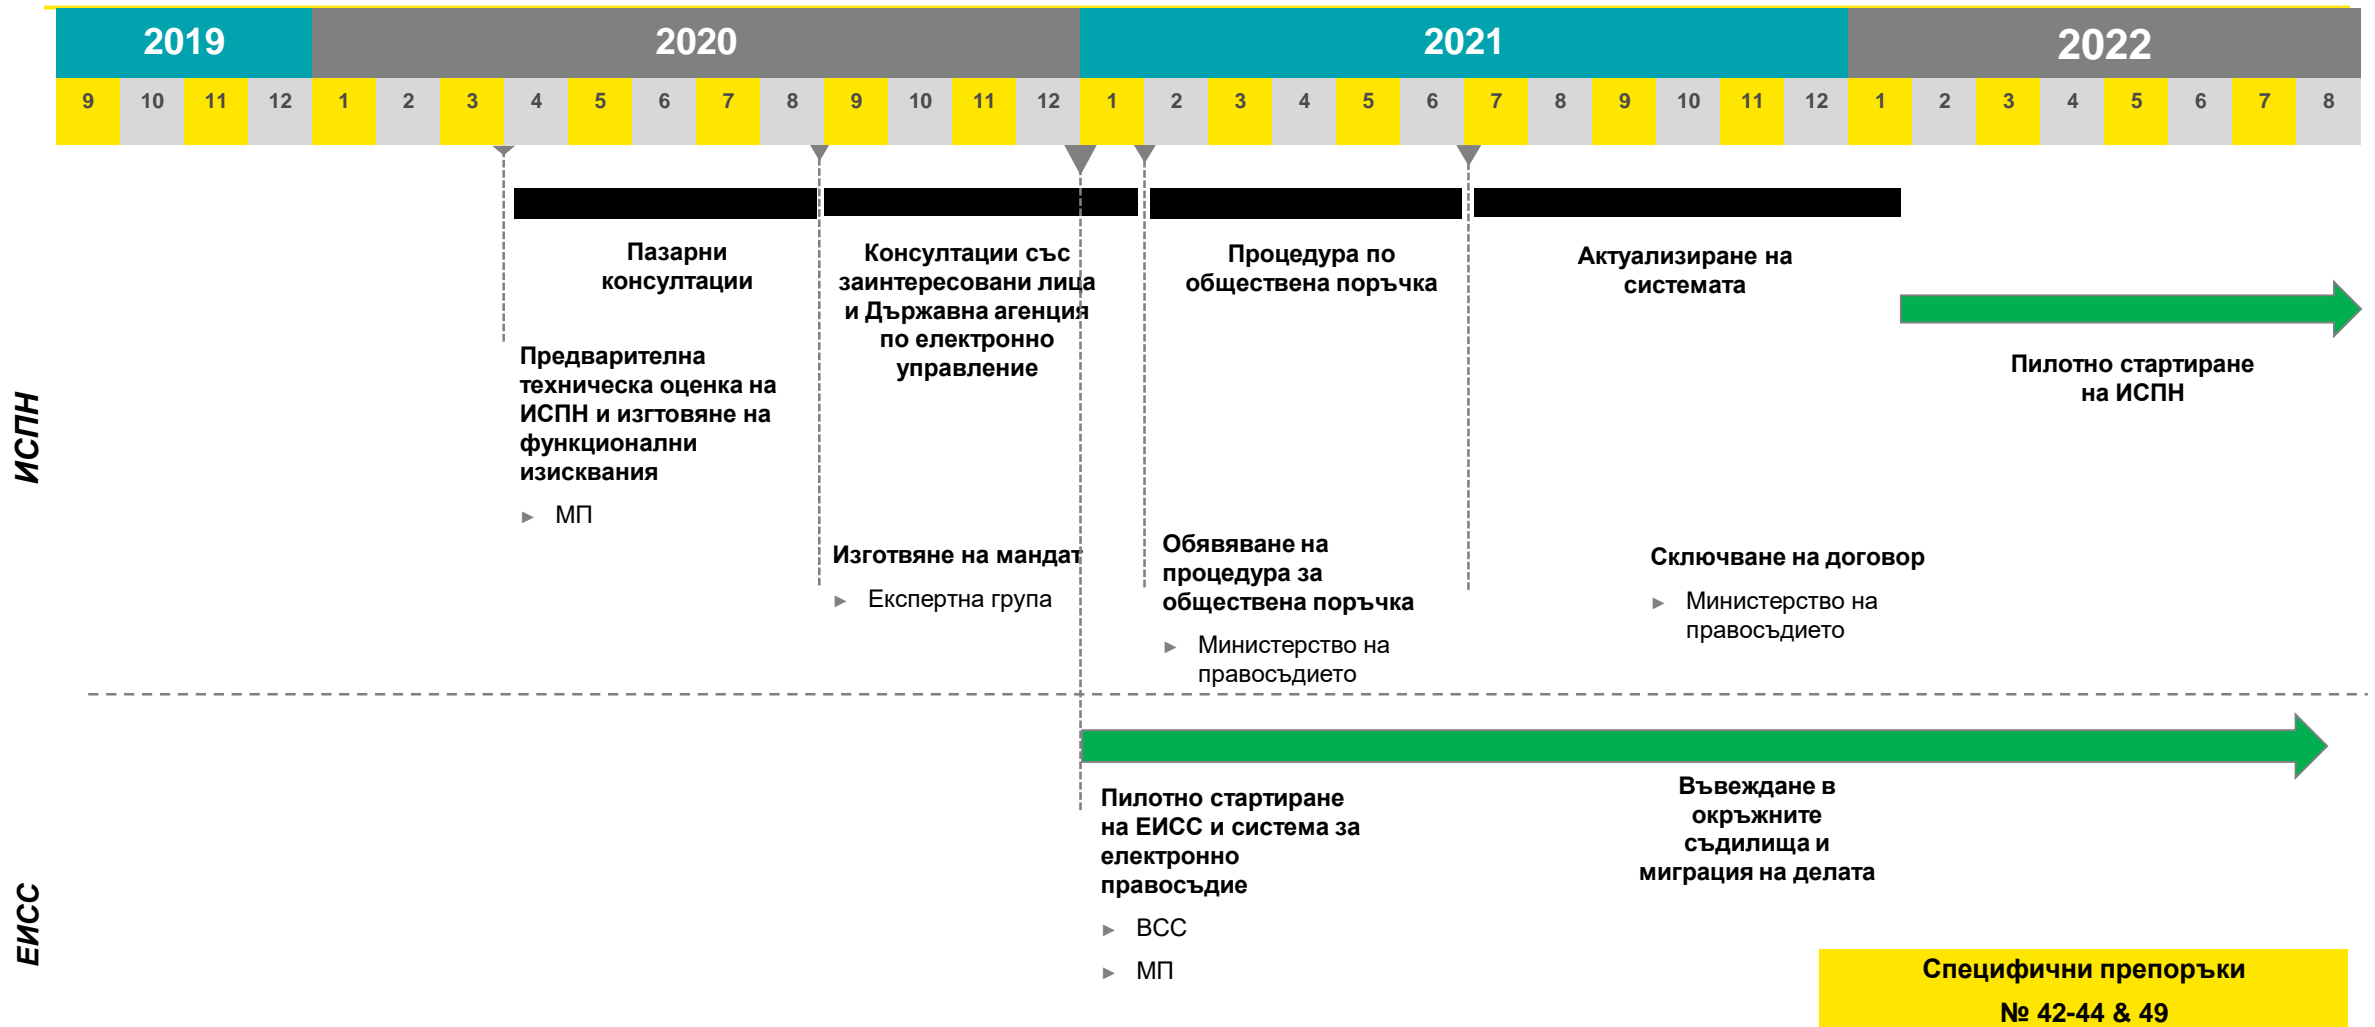 2019 2020 2021 2022
9 10 11 12 1 2 3 4 5 6 7 8 9 10 11 12 1 2 3 4 5 6 7 8 9 10 11 12 1 2 3 4 5 6 7 8
ИСПН
Пазарни
консултации
Консултации със
заинтересовани лица
и Държавна агенция
по електронно
управление
Процедура по
обществена поръчка
Актуализиране на
системата
Пилотно стартиране
на ИСПН
Предварителна
техническа оценка на
ИСПН и изгтовяне на
функционални
изисквания
► МП
Изготвяне на мандат
► Експертна група
Обявяване на
процедура за
обществена поръчка
► Министерство на
правосъдието
Сключване на договор
► Министерство на
правосъдието
ЕИСС
Пилотно стартиране
на ЕИСС и система за
електронно
правосъдие
► ВСС
► МП
Въвеждане в
окръжните
съдилища и
миграция на делата
Специфични препоръки
№ 42-44 & 49